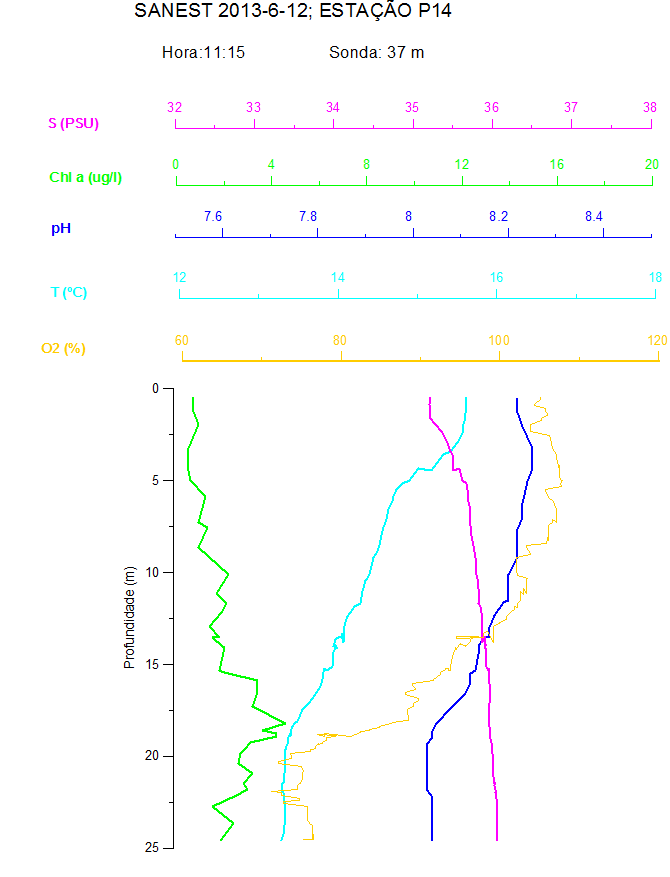 SANEST 2013-6-12; ESTAÇÃO P14
Hora:11:15 Sonda: 37 m
32 33 34 35 36 37 38
S (PSU)
0 4 8 12 16 20
Chl a (ug/l)
7.6 7.8 8 8.2 8.4
pH
12 14 16 18
T (ºC)
60 80 100 120
O2 (%)
0
5
10
Profundidade (m)
15
20
25